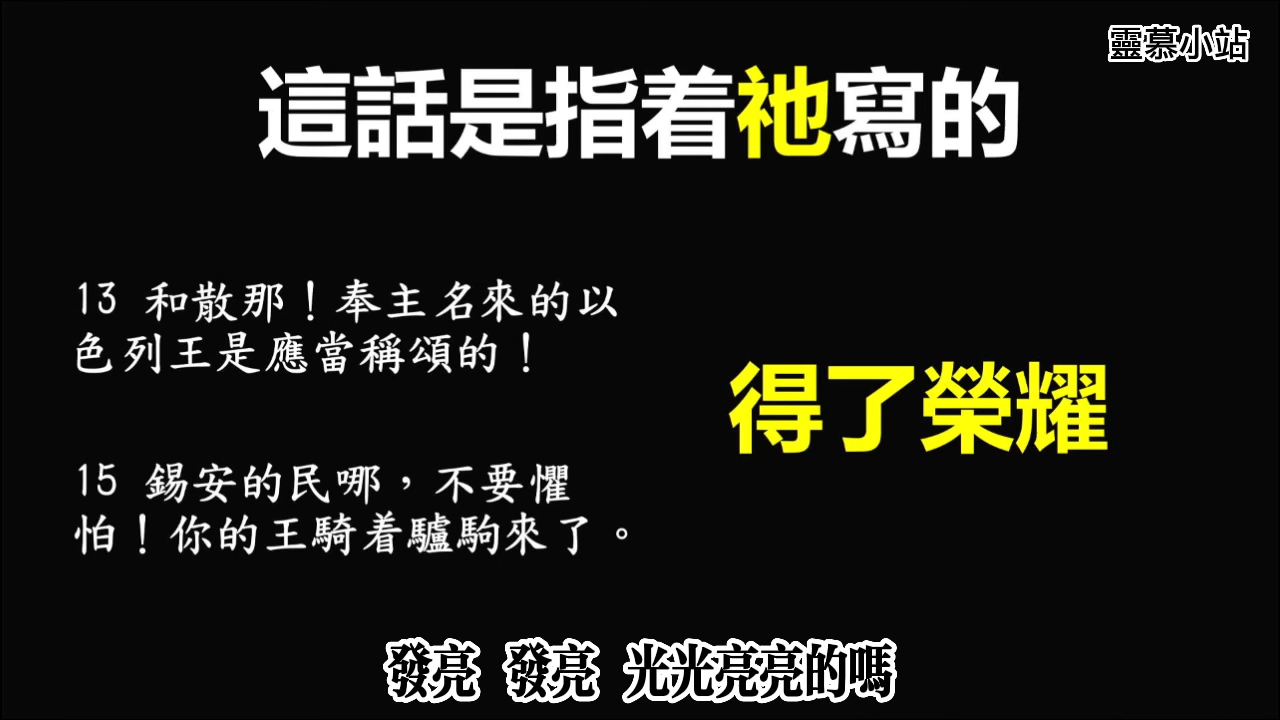 靈慕小站
這話是指着祂寫的
13 和散那！奉主名來的以
色列王是應當稱頌的！
得了榮耀
15 錫安的民哪，不要懼
怕！你的王騎着驢駒來了。
發亮 發亮 光光亮亮的嗎